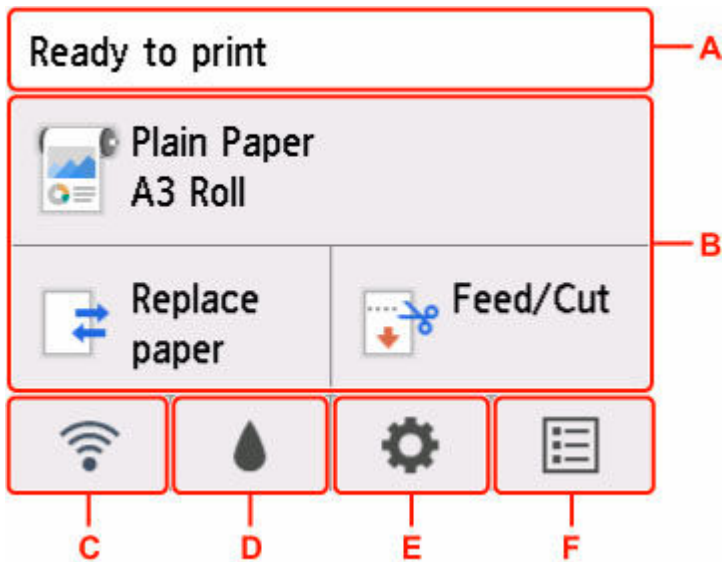 Ready to print
A
Plain Paper
A3 Roll
B
Replace
paper
Feed/Cut
C
D
E
F